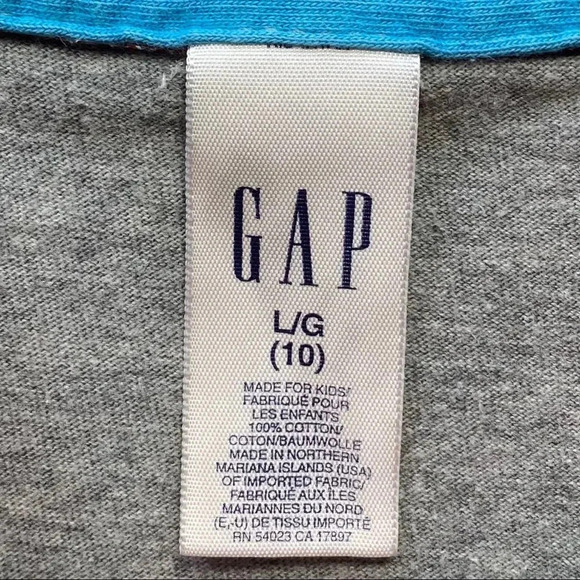 GAP
L/G
(10)
MADE FOR KIDS/
FABRIQUÉ POUR
LES ENFANTS
100% COTTON/
COTON/BAUMWOLLE
MADE IN NORTHERN
MARIANA ISLANDS (USA)
OF IMPORTED FABRIC/
FABRIQUÉ AUX ÎLES
MARIANNES DU NORD
(E,-U) DE TISSU IMPORTÉ
RN 54023 CA 17897